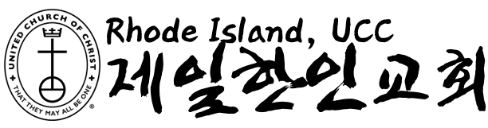 UNITED CHURCH OF CHRIST
THAT THEY MAY ALL BE ONE
®
Rhode Island, UCC
제일한인교회